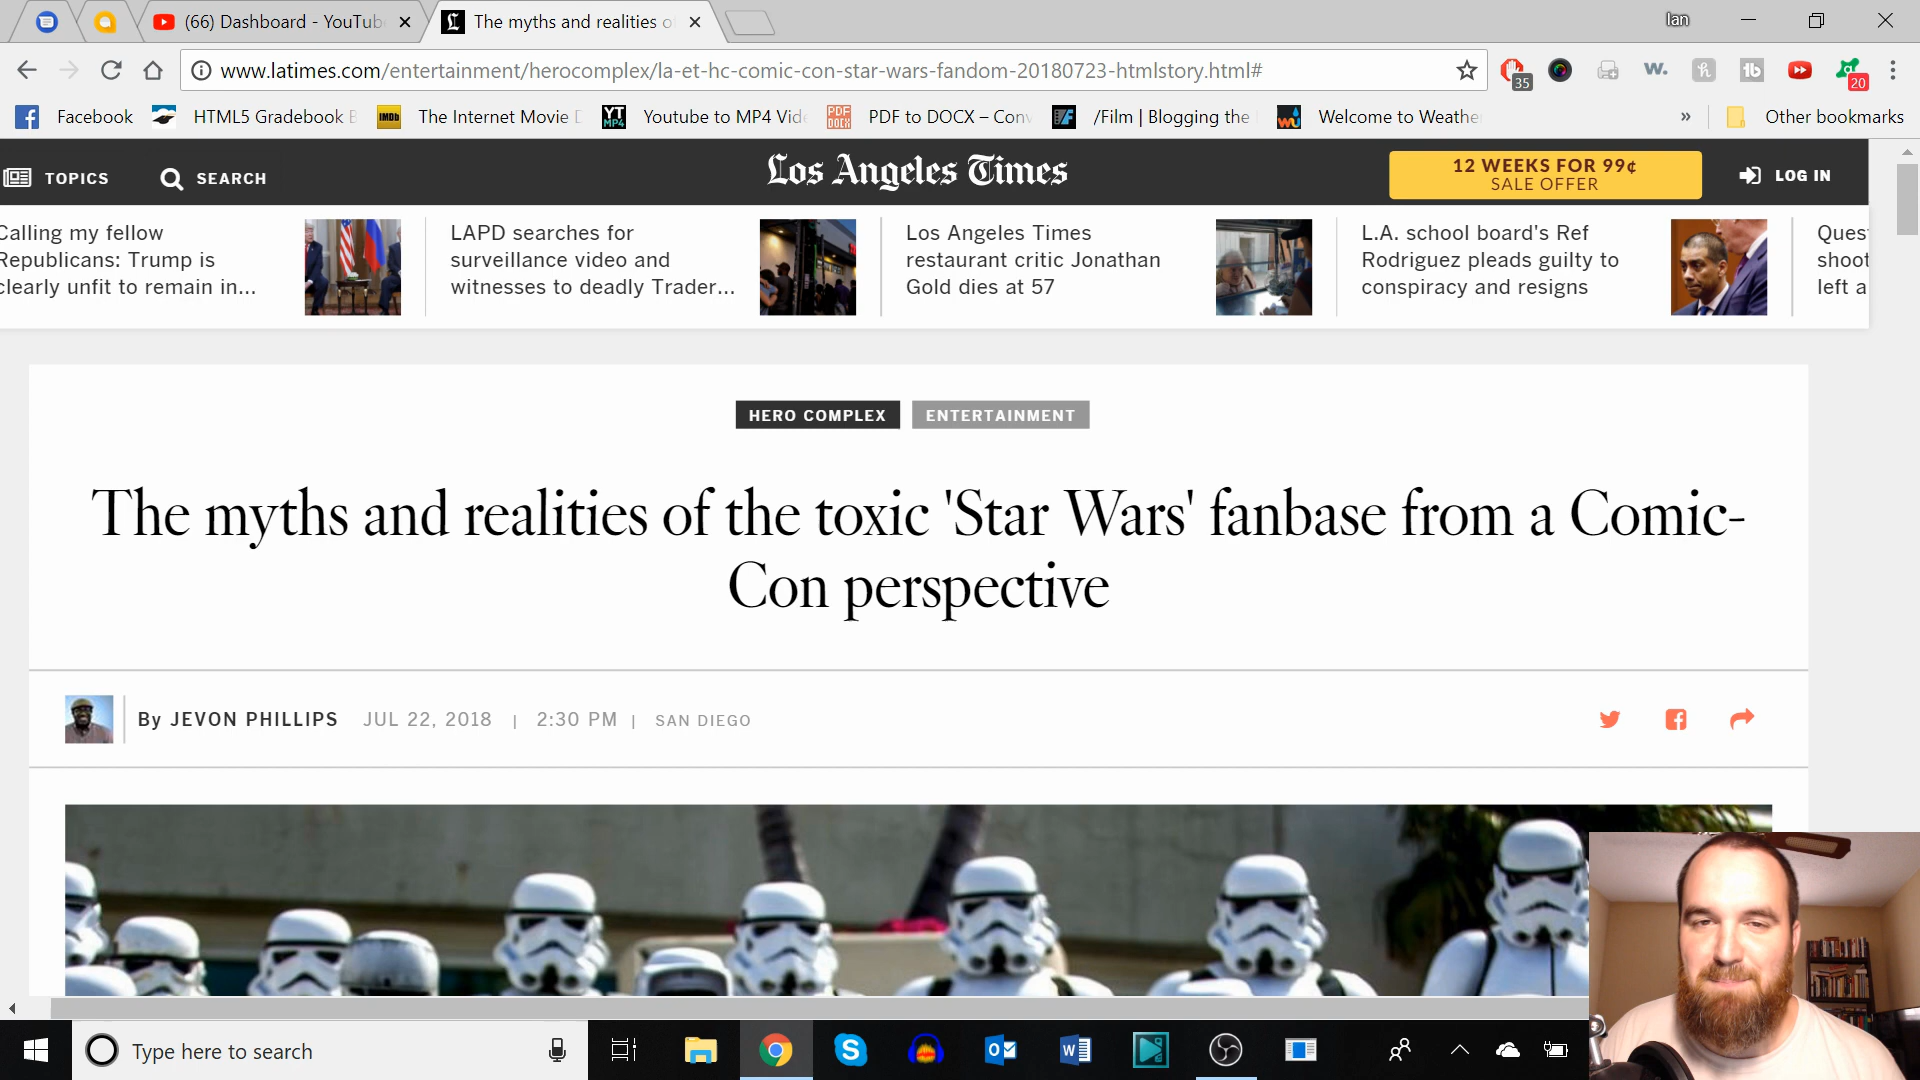 (66) Dashboard - YouTub
The myths and realities o
Ian
www.latimes.com/entertainment/herocomplex/la-et-hc-comic-con-star-wars-fandom-20180723-htmlstory.html#
35
20
Facebook
HTML5 Gradebook
The Internet Movie
Youtube to MP4 Vid
PDF to DOCX – Con
/Film | Blogging the
Welcome to Weathe
»
Other bookmarks
TOPICS
SEARCH
Los Angeles Times
12 WEEKS FOR 99¢
SALE OFFER
LOG IN
Calling my fellow
Republicans: Trump is
clearly unfit to remain in...
LAPD searches for
surveillance video and
witnesses to deadly Trader...
Los Angeles Times
restaurant critic Jonathan
Gold dies at 57
L.A. school board's Ref
Rodriguez pleads guilty to
conspiracy and resigns
Ques
shoot
left a
HERO COMPLEX
ENTERTAINMENT
The myths and realities of the toxic 'Star Wars' fanbase from a Comic-
Con perspective
By JEVON PHILLIPS JUL 22, 2018 | 2:30 PM | SAN DIEGO
Type here to search